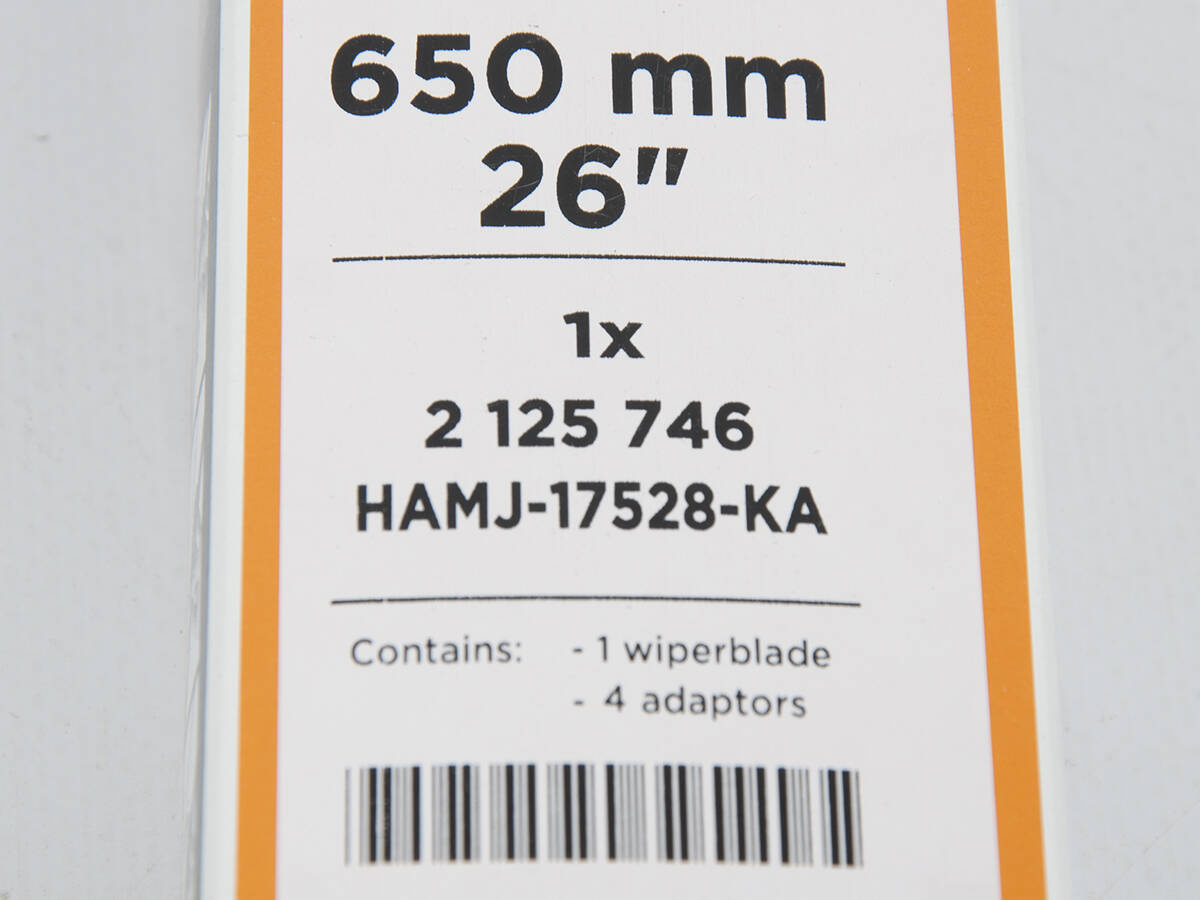 650 mm
26"
1x
2 125 746
HAMJ-17528-KA
Contains: - 1 wiperblade
- 4 adaptors